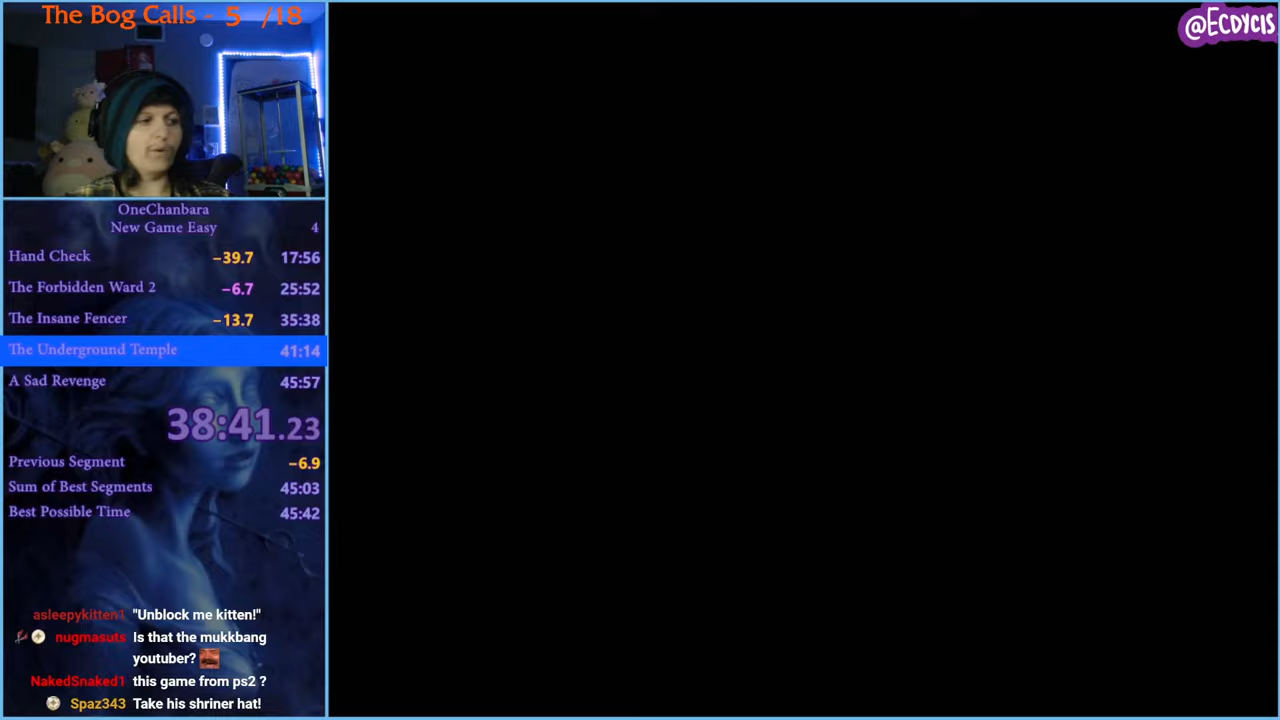 The Bog Calls - 5 /18
@ECDYCIS
OneChanbara
New Game Easy 4
Hand Check -39.7 17:56
The Forbidden Ward 2 -6.7 25:52
The Insane Fencer -13.7 35:38
The Underground Temple 41:14
A Sad Revenge 45:57
38:41.23
Previous Segment -6.9
Sum of Best Segments 45:03
Best Possible Time 45:42
asleepykitten1 "Unblock me kitten!"
nugmasuts Is that the mukkbang
youtuber?
NakedSnaked1 this game from ps2 ?
Spaz343 Take his shriner hat!